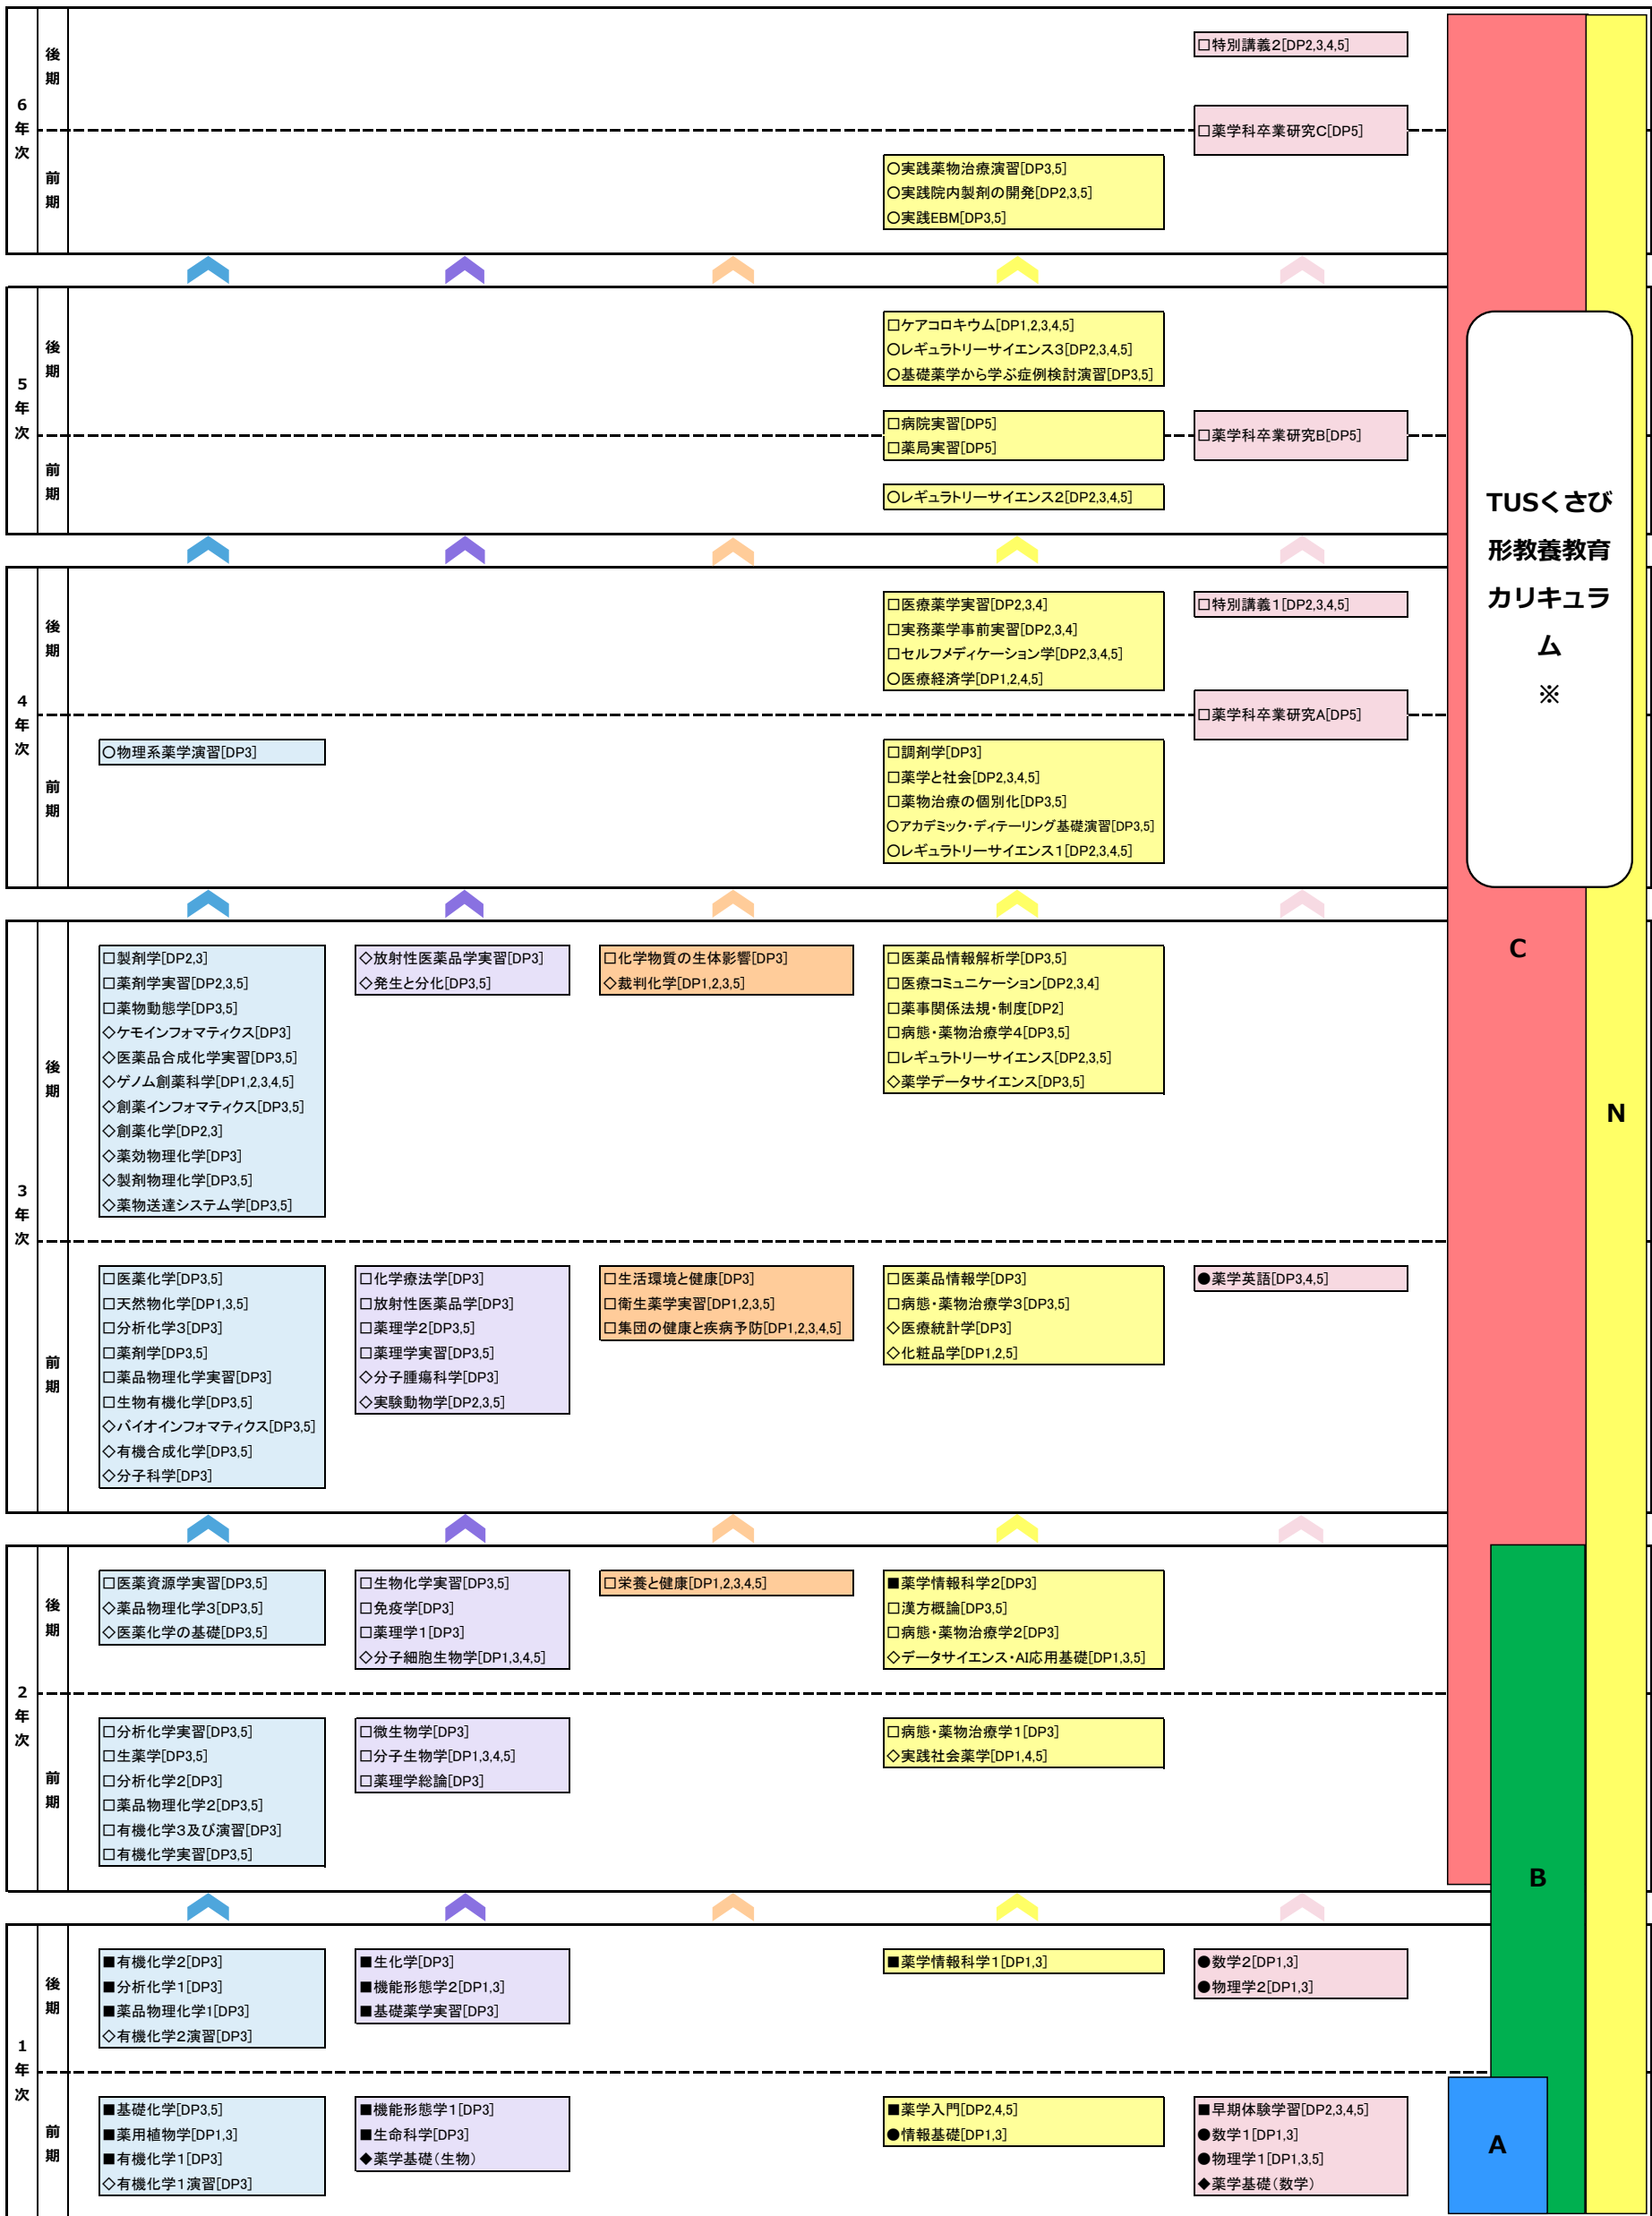 6年次
後期
□特別講義2[DP2,3,4,5]
□薬学科卒業研究C[DP5]
前期
○実践薬物治療演習[DP3,5]
○実践院内製剤の開発[DP2,3,5]
○実践EBM[DP3,5]
5年次
後期
□ケアコロキウム[DP1,2,3,4,5]
○レギュラトリーサイエンス3[DP2,3,4,5]
○基礎薬学から学ぶ症例検討演習[DP3,5]
□病院実習[DP5]
□薬局実習[DP5]
□薬学科卒業研究B[DP5]
前期
○レギュラトリーサイエンス2[DP2,3,4,5]
TUSくさび
形教養教育
カリキュラ
ム
※
4年次
後期
□医療薬学実習[DP2,3,4]
□実務薬学事前実習[DP2,3,4]
□セルフメディケーション学[DP2,3,4,5]
○医療経済学[DP1,2,4,5]
□特別講義1[DP2,3,4,5]
□薬学科卒業研究A[DP5]
前期
○物理系薬学演習[DP3]
□調剤学[DP3]
□薬学と社会[DP2,3,4,5]
□薬物治療の個別化[DP3,5]
○アカデミック・ディテーリング基礎演習[DP3,5]
○レギュラトリーサイエンス1[DP2,3,4,5]
C
N
3年次
後期
□製剤学[DP2,3]
□薬剤学実習[DP2,3,5]
□薬物動態学[DP3,5]
◇ケモインフォマティクス[DP3]
◇医薬品合成化学実習[DP3,5]
◇ゲノム創薬科学[DP1,2,3,4,5]
◇創薬インフォマティクス[DP3,5]
◇創薬化学[DP2,3]
◇薬効物理化学[DP3]
◇製剤物理化学[DP3,5]
◇薬物送達システム学[DP3,5]
◇放射性医薬品学実習[DP3]
◇発生と分化[DP3,5]
□化学物質の生体影響[DP3]
◇裁判化学[DP1,2,3,5]
□医薬品情報解析学[DP3,5]
□医療コミュニケーション[DP2,3,4]
□薬事関係法規・制度[DP2]
□病態・薬物治療学4[DP3,5]
□レギュラトリーサイエンス[DP2,3,5]
◇薬学データサイエンス[DP3,5]
前期
□医薬化学[DP3,5]
□天然物化学[DP1,3,5]
□分析化学3[DP3]
□薬剤学[DP3,5]
□薬品物理化学実習[DP3]
□生物有機化学[DP3,5]
◇バイオインフォマティクス[DP3,5]
◇有機合成化学[DP3,5]
◇分子科学[DP3]
□化学療法学[DP3]
□放射性医薬品学[DP3]
□薬理学2[DP3,5]
□薬理学実習[DP3,5]
◇分子腫瘍科学[DP3]
◇実験動物学[DP2,3,5]
□生活環境と健康[DP3]
□衛生薬学実習[DP1,2,3,5]
□集団の健康と疾病予防[DP1,2,3,4,5]
□医薬品情報学[DP3]
□病態・薬物治療学3[DP3,5]
◇医療統計学[DP3]
◇化粧品学[DP1,2,5]
●薬学英語[DP3,4,5]
2年次
後期
□医薬資源学実習[DP3,5]
◇薬品物理化学3[DP3,5]
◇医薬化学の基礎[DP3,5]
□生物化学実習[DP3,5]
□免疫学[DP3]
□薬理学1[DP3]
◇分子細胞生物学[DP1,3,4,5]
□栄養と健康[DP1,2,3,4,5]
■薬学情報科学2[DP3]
□漢方概論[DP3,5]
□病態・薬物治療学2[DP3]
◇データサイエンス・AI応用基礎[DP1,3,5]
前期
□分析化学実習[DP3,5]
□生薬学[DP3,5]
□分析化学2[DP3]
□薬品物理化学2[DP3,5]
□有機化学3及び演習[DP3]
□有機化学実習[DP3,5]
□微生物学[DP3]
□分子生物学[DP1,3,4,5]
□薬理学総論[DP3]
□病態・薬物治療学1[DP3]
◇実践社会薬学[DP1,4,5]
B
1年次
後期
■有機化学2[DP3]
■分析化学1[DP3]
■薬品物理化学1[DP3]
◇有機化学2演習[DP3]
■生化学[DP3]
■機能形態学2[DP1,3]
■基礎薬学実習[DP3]
■薬学情報科学1[DP1,3]
●数学2[DP1,3]
●物理学2[DP1,3]
前期
■基礎化学[DP3,5]
■薬用植物学[DP1,3]
■有機化学1[DP3]
◇有機化学1演習[DP3]
■機能形態学1[DP3]
■生命科学[DP3]
◆薬学基礎(生物)
■薬学入門[DP2,4,5]
●情報基礎[DP1,3]
■早期体験学習[DP2,3,4,5]
●数学1[DP1,3]
●物理学1[DP1,3,5]
◆薬学基礎(数学)
A